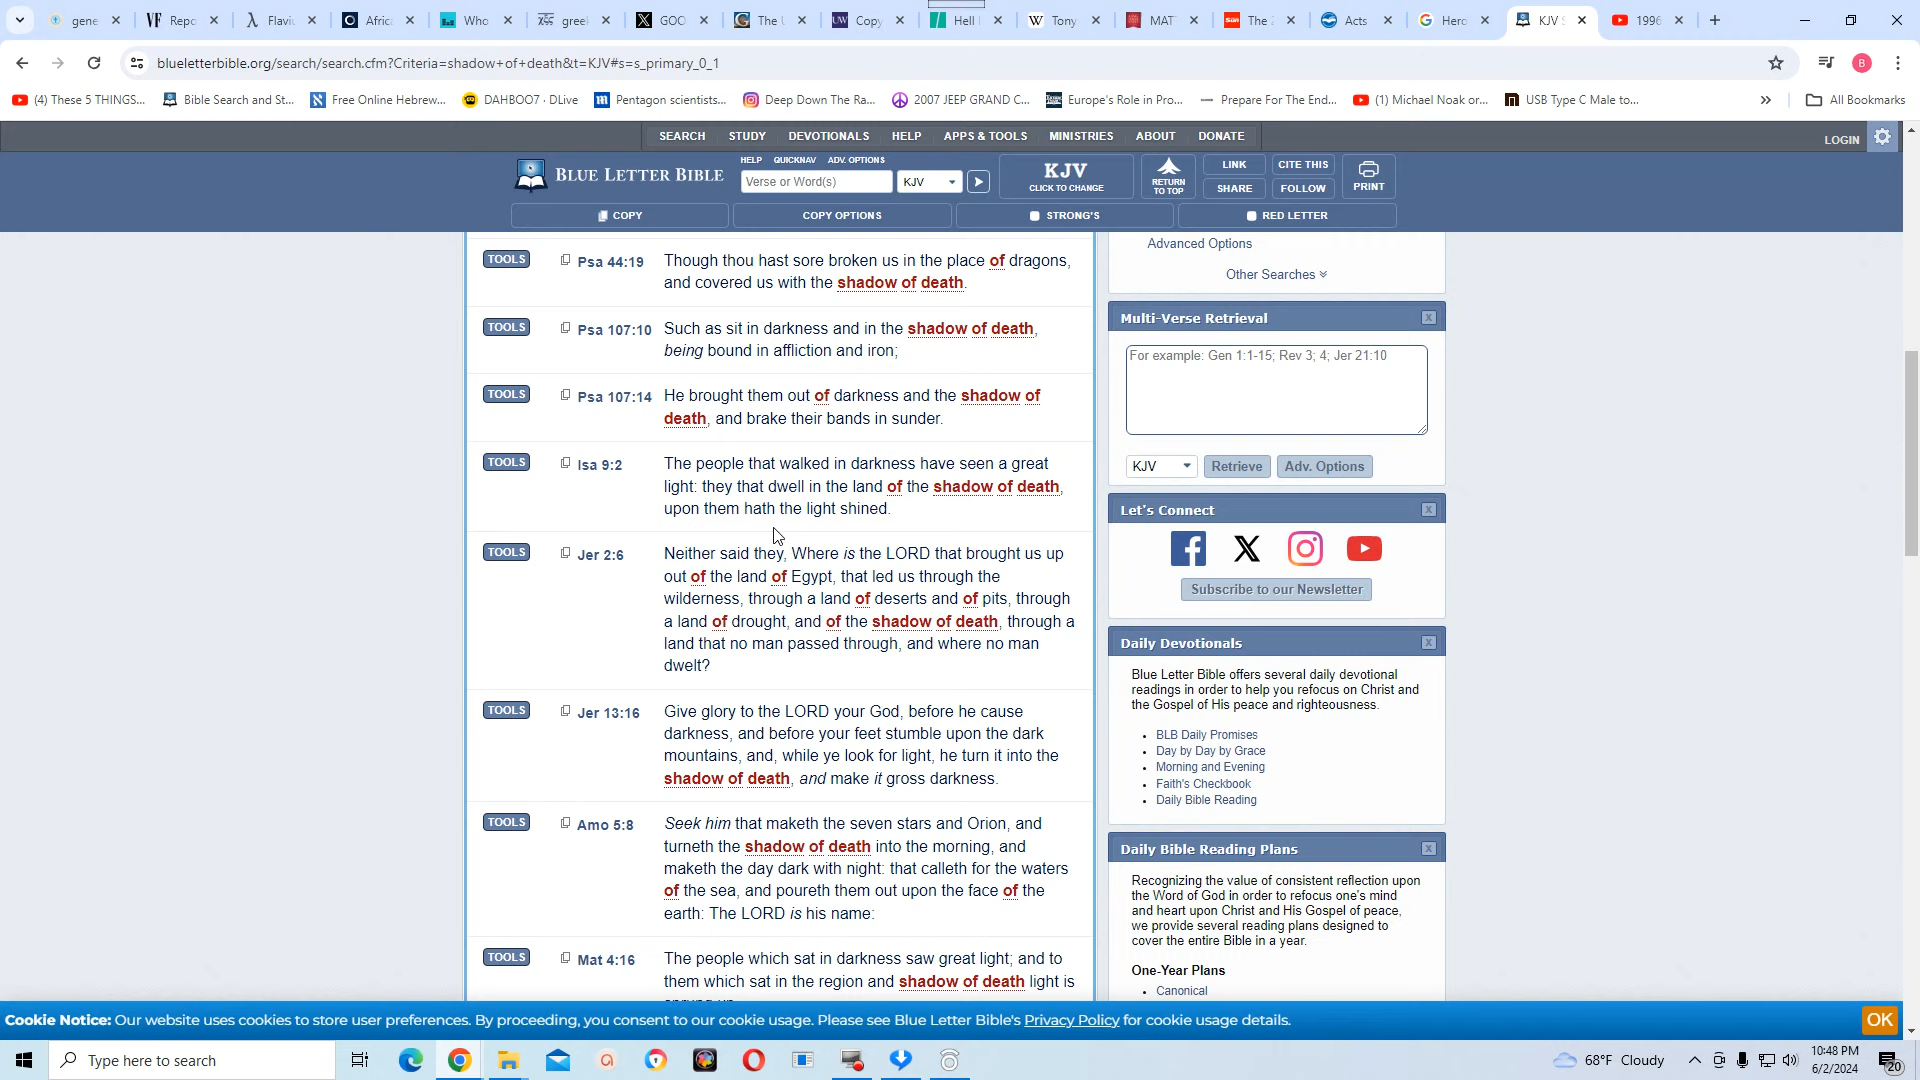 gene
Repo
Flaviu
Africa
Who
greek
GOO
The U
Copy
Hell
Tony
MAT
The 2
Acts
Hero
KJV S
1996
blueletterbible.org/search/search.cfm?Criteria=shadow+of+death&t=KJV#s=s_primary_0_1
B
(4) These 5 THINGS...
Bible Search and St...
Free Online Hebrew...
DAHBOO7 · DLive
Pentagon scientists...
Deep Down The Ra...
2007 JEEP GRAND C...
Europe's Role in Pro...
Prepare For The End...
(1) Michael Noak or...
USB Type C Male to...
All Bookmarks
SEARCH STUDY DEVOTIONALS HELP APPS & TOOLS MINISTRIES ABOUT DONATE
LOGIN
BLUE LETTER BIBLE
HELP QUICKNAV ADV. OPTIONS
Verse or Word(s)
KJV
KJV
CLICK TO CHANGE
RETURN
TO TOP
LINK
CITE THIS
SHARE
FOLLOW
PRINT
COPY
COPY OPTIONS
STRONG'S
RED LETTER
TOOLS Psa 44:19 Though thou hast sore broken us in the place of dragons,
and covered us with the shadow of death.
TOOLS Psa 107:10 Such as sit in darkness and in the shadow of death,
being bound in affliction and iron;
TOOLS Psa 107:14 He brought them out of darkness and the shadow of
death, and brake their bands in sunder.
TOOLS Isa 9:2 The people that walked in darkness have seen a great
light: they that dwell in the land of the shadow of death,
upon them hath the light shined.
TOOLS Jer 2:6 Neither said they, Where is the LORD that brought us up
out of the land of Egypt, that led us through the
wilderness, through a land of deserts and of pits, through
a land of drought, and of the shadow of death, through a
land that no man passed through, and where no man
dwelt?
TOOLS Jer 13:16 Give glory to the LORD your God, before he cause
darkness, and before your feet stumble upon the dark
mountains, and, while ye look for light, he turn it into the
shadow of death, and make it gross darkness.
TOOLS Amo 5:8 Seek him that maketh the seven stars and Orion, and
turneth the shadow of death into the morning, and
maketh the day dark with night: that calleth for the waters
of the sea, and poureth them out upon the face of the
earth: The LORD is his name:
TOOLS Mat 4:16 The people which sat in darkness saw great light; and to
them which sat in the region and shadow of death light is
Advanced Options
Other Searches
Multi-Verse Retrieval
For example: Gen 1:1-15; Rev 3; 4; Jer 21:10
KJV Retrieve Adv. Options
Let's Connect
Subscribe to our Newsletter
Daily Devotionals
Blue Letter Bible offers several daily devotional
readings in order to help you refocus on Christ and
the Gospel of His peace and righteousness.
BLB Daily Promises
Day by Day by Grace
Morning and Evening
Faith's Checkbook
Daily Bible Reading
Daily Bible Reading Plans
Recognizing the value of consistent reflection upon
the Word of God in order to refocus one's mind
and heart upon Christ and His Gospel of peace,
we provide several reading plans designed to
cover the entire Bible in a year.
One-Year Plans
Canonical
Cookie Notice: Our website uses cookies to store user preferences. By proceeding, you consent to our cookie usage. Please see Blue Letter Bible's Privacy Policy for cookie usage details.
OK
Type here to search
68°F Cloudy
10:48 PM
6/2/2024
20